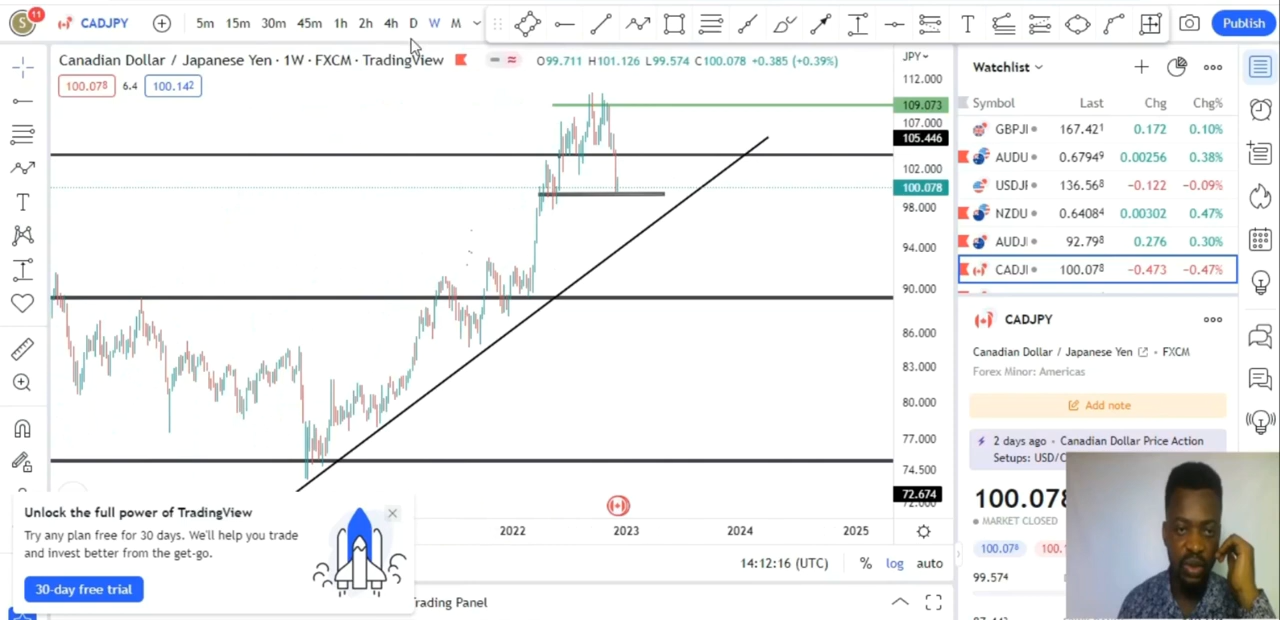 S 11 CADJPY 5m 15m 30m 45m 1h 2h 4h D W M T Publish
Canadian Dollar / Japanese Yen · 1W · FXCM · TradingView O99.711 H101.126 L99.574 C100.078 +0.385 (+0.39%) JPY
100.078 6.4 100.142
112.000
109.073
107.000
105.446
102.000
100.078
98.000
94.000
90.000
86.000
83.000
80.000
77.000
74.500
72.674
2022 2023 2024 2025
14:12:16 (UTC) % log auto
Unlock the full power of TradingView
Try any plan free for 30 days. We'll help you trade
and invest better from the get-go.
30-day free trial
Trading Panel
Watchlist
Symbol Last Chg Chg%
GBPJI 167.421 0.172 0.10%
AUDU 0.67949 0.00256 0.38%
USDJI 136.568 −0.122 −0.09%
NZDU 0.64084 0.00302 0.47%
AUDJI 92.798 0.276 0.30%
CADJI 100.078 −0.473 −0.47%
CADJPY
Canadian Dollar / Japanese Yen · FXCM
Forex Minor: Americas
Add note
2 days ago · Canadian Dollar Price Action
Setups: USD/C
100.078
MARKET CLOSED
100.078 100.1
99.574